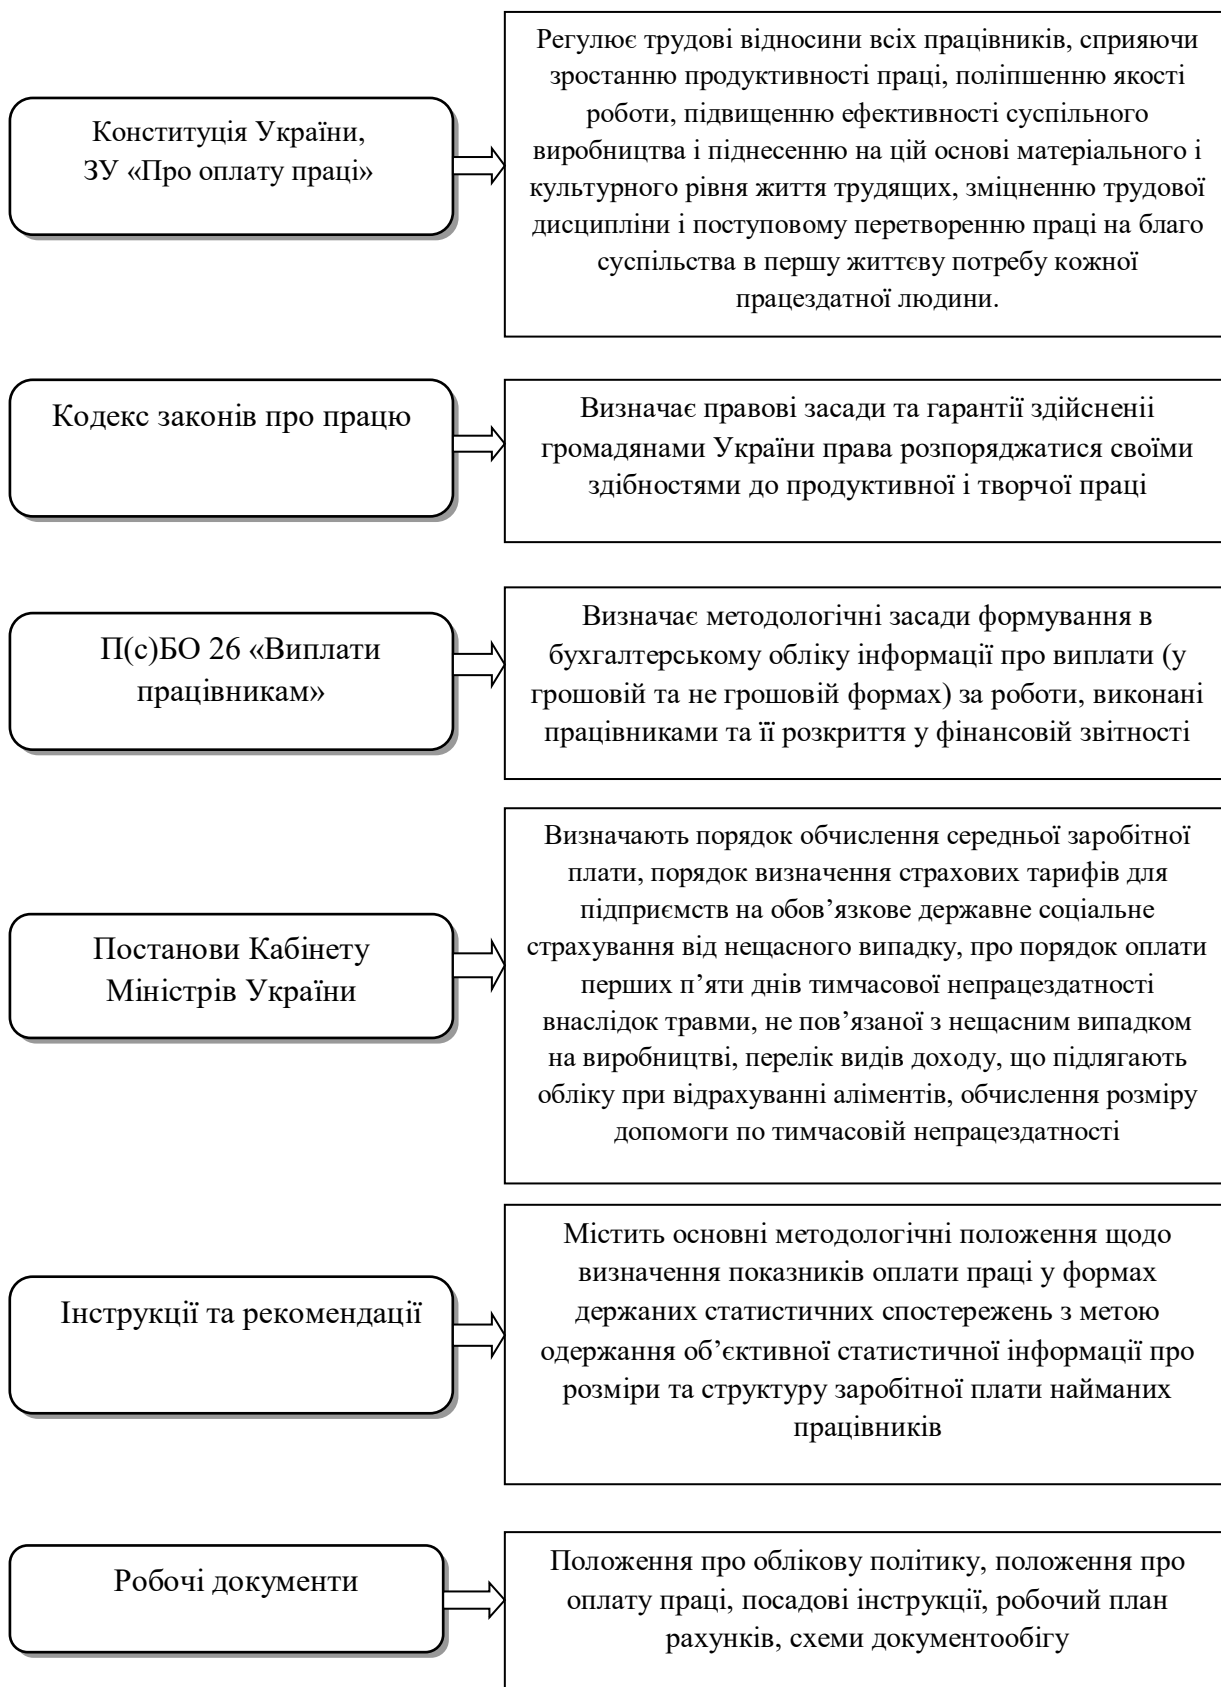 Конституція України,
ЗУ «Про оплату праці»
Регулює трудові відносини всіх працівників, сприяючи
зростанню продуктивності праці, поліпшенню якості
роботи, підвищенню ефективності суспільного
виробництва і піднесенню на цій основі матеріального і
культурного рівня життя трудящих, зміцненню трудової
дисципліни і поступовому перетворенню праці на благо
суспільства в першу життєву потребу кожної
працездатної людини.
Кодекс законів про працю
Визначає правові засади та гарантії здійсненіі
громадянами України права розпоряджатися своїми
здібностями до продуктивної і творчої праці
П(с)БО 26 «Виплати
працівникам»
Визначає методологічні засади формування в
бухгалтерському обліку інформації про виплати (у
грошовій та не грошовій формах) за роботи, виконані
працівниками та її розкриття у фінансовій звітності
Постанови Кабінету
Міністрів України
Визначають порядок обчислення середньої заробітної
плати, порядок визначення страхових тарифів для
підприємств на обов’язкове державне соціальне
страхування від нещасного випадку, про порядок оплати
перших п’яти днів тимчасової непрацездатності
внаслідок травми, не пов’язаної з нещасним випадком
на виробництві, перелік видів доходу, що підлягають
обліку при відрахуванні аліментів, обчислення розміру
допомоги по тимчасовій непрацездатності
Інструкції та рекомендації
Містить основні методологічні положення щодо
визначення показників оплати праці у формах
держаних статистичних спостережень з метою
одержання об’єктивної статистичної інформації про
розміри та структуру заробітної плати найманих
працівників
Робочі документи
Положення про облікову політику, положення про
оплату праці, посадові інструкції, робочий план
рахунків, схеми документообігу